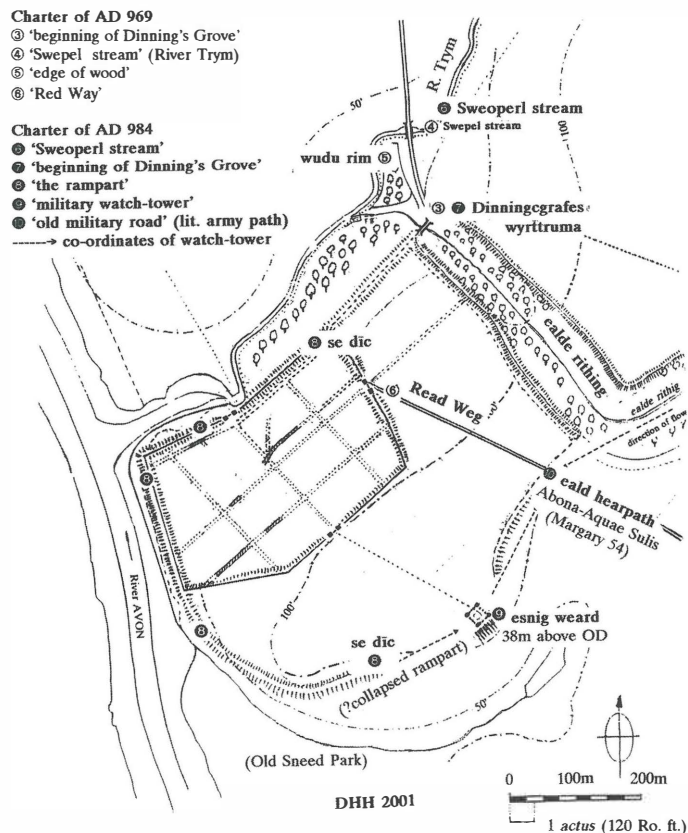 Charter of AD 969
③ ‘beginning of Dinning's Grove’
④ ‘Swepel stream’ (River Trym)
⑤ ‘edge of wood’
⑥ ‘Red Way’
Charter of AD 984
❻ ‘Sweoperl stream’
❼ ‘beginning of Dinning's Grove’
❽ ‘the rampart’
❾ ‘military watch-tower’
❿ ‘old military road’ (lit. army path)
co-ordinates of watch-tower
50'
R. Trym
100'
❻ Sweoperl stream
④ Swepel stream
wudu rim ⑤
③ ❼ Dinningcgrafes
wyrttruma
❽ se dīc
ealde rithing
ealde rithig
direction of flow
⑥ Read Weg
❽
❽
❿
eald hearpath
Abona-Aquae Sulis
(Margary 54)
River AVON
100'
❾ esnig weard
38m above OD
❽
se dīc
❽
(?collapsed rampart)
50'
(Old Sneed Park)
DHH 2001
0 100m 200m
1 actus (120 Ro. ft.)